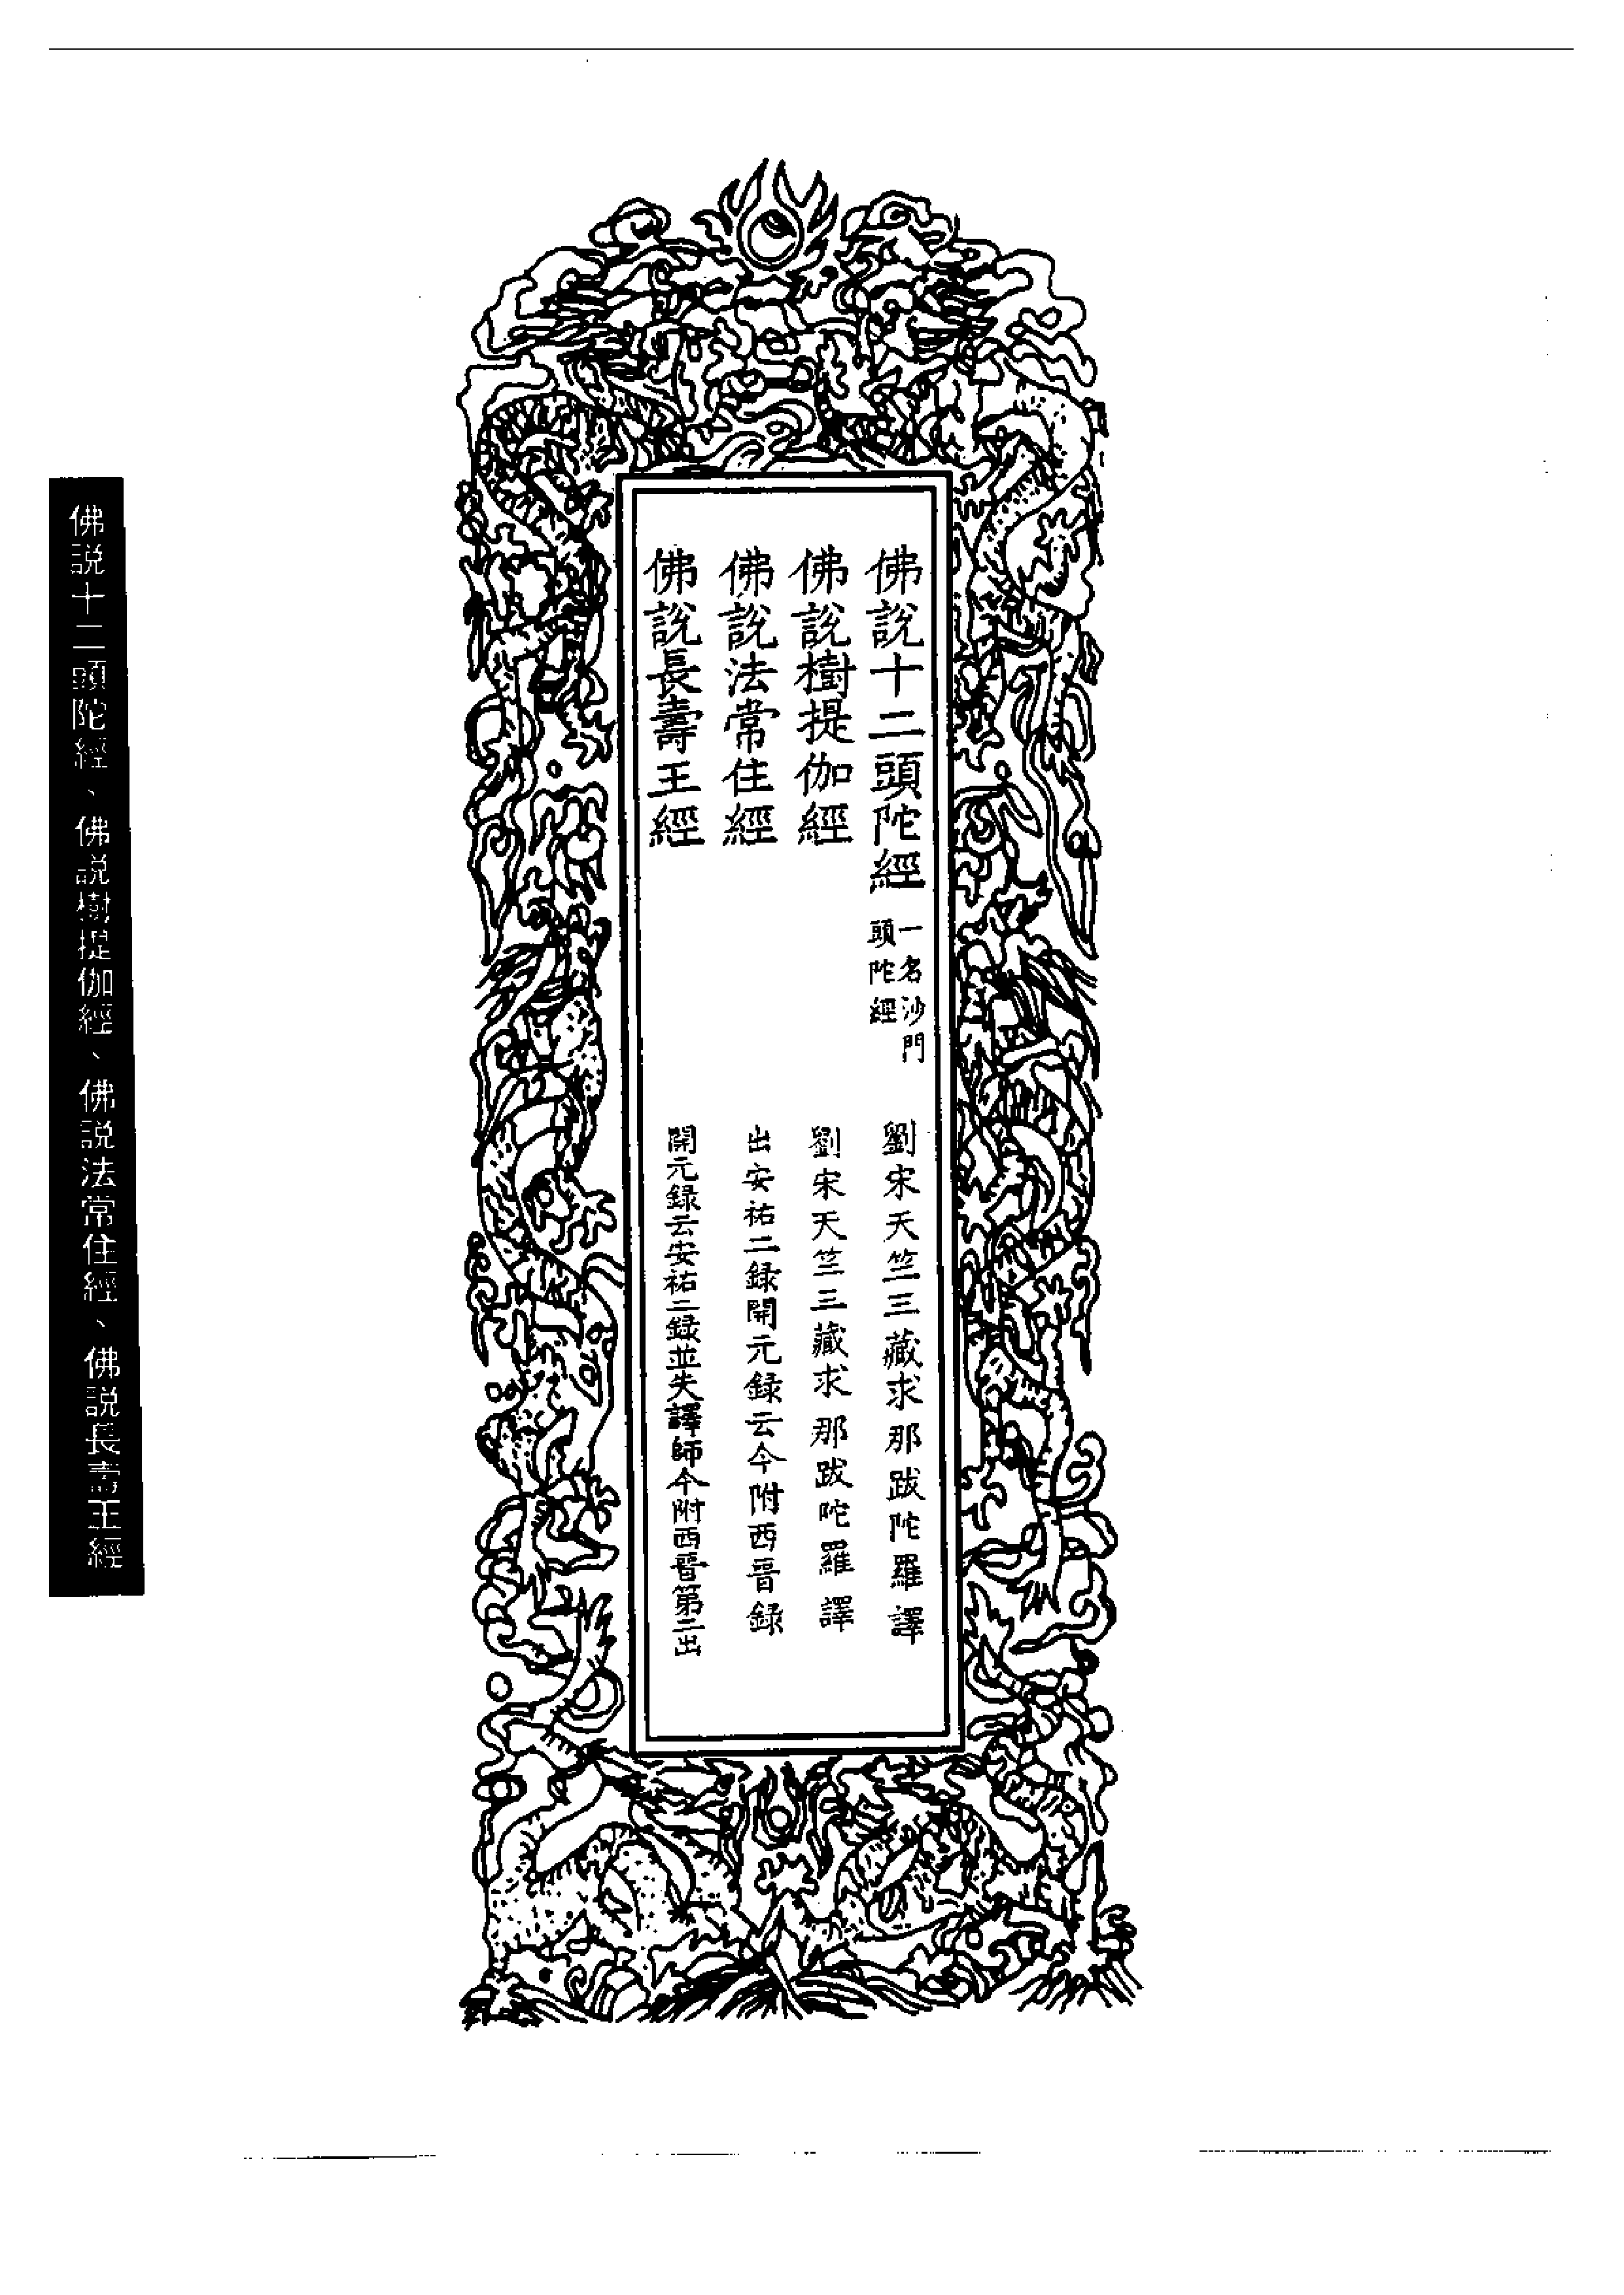 佛說十二頭陀經 一名沙門頭陀經 劉宋天竺三藏求那跋陀羅譯
佛說樹提伽經 劉宋天竺三藏求那跋陀羅譯
佛說法常住經 出安祐二錄開元錄云今附西晉錄
佛說長壽王經 開元錄云安祐二錄並失譯師今附西晉第三出
佛説十二頭陀經、佛説樹提伽經、佛説法常住經、佛説長壽王經